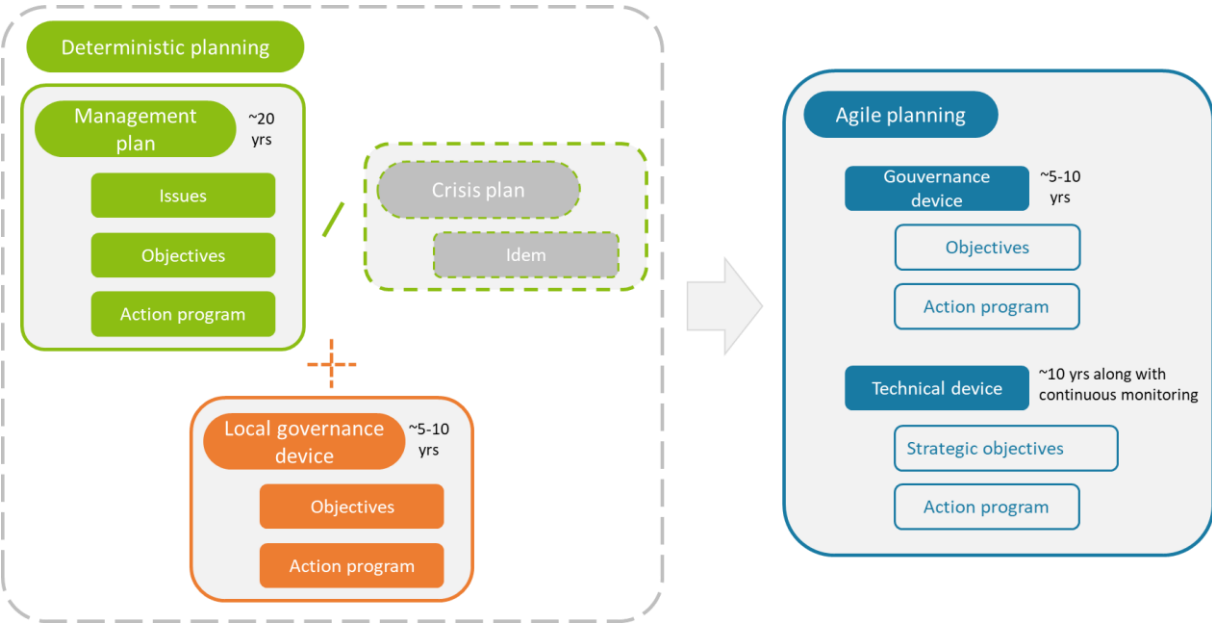 Deterministic planning
Management
plan
~20
yrs
Issues
Objectives
Action program
Crisis plan
Idem
Local governance
device
~5-10
yrs
Objectives
Action program
Agile planning
Gouvernance
device
~5-10
yrs
Objectives
Action program
Technical device
~10 yrs along with
continuous monitoring
Strategic objectives
Action program